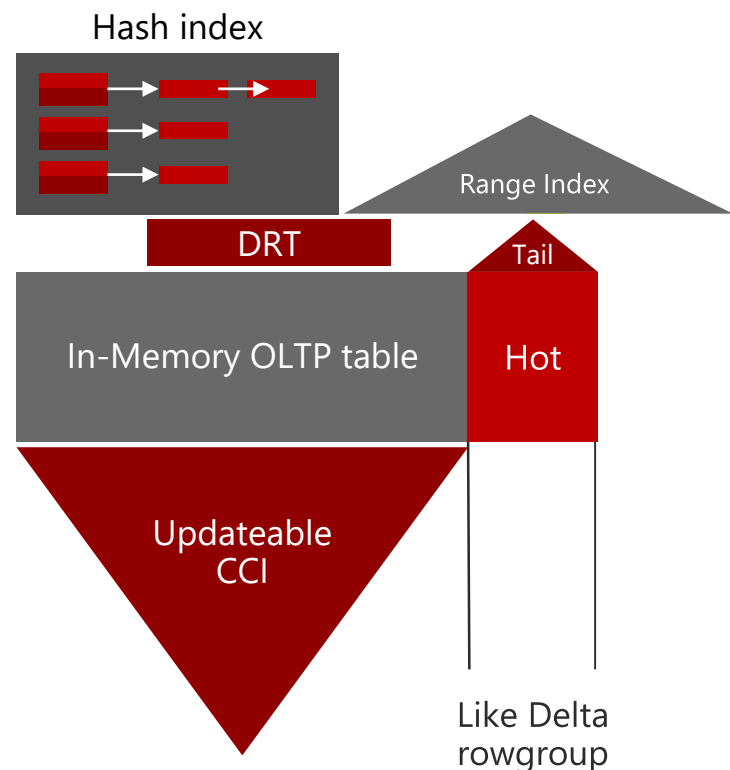 Hash index
Range Index
DRT
Tail
In-Memory OLTP table
Hot
Updateable
CCI
Like Delta
rowgroup